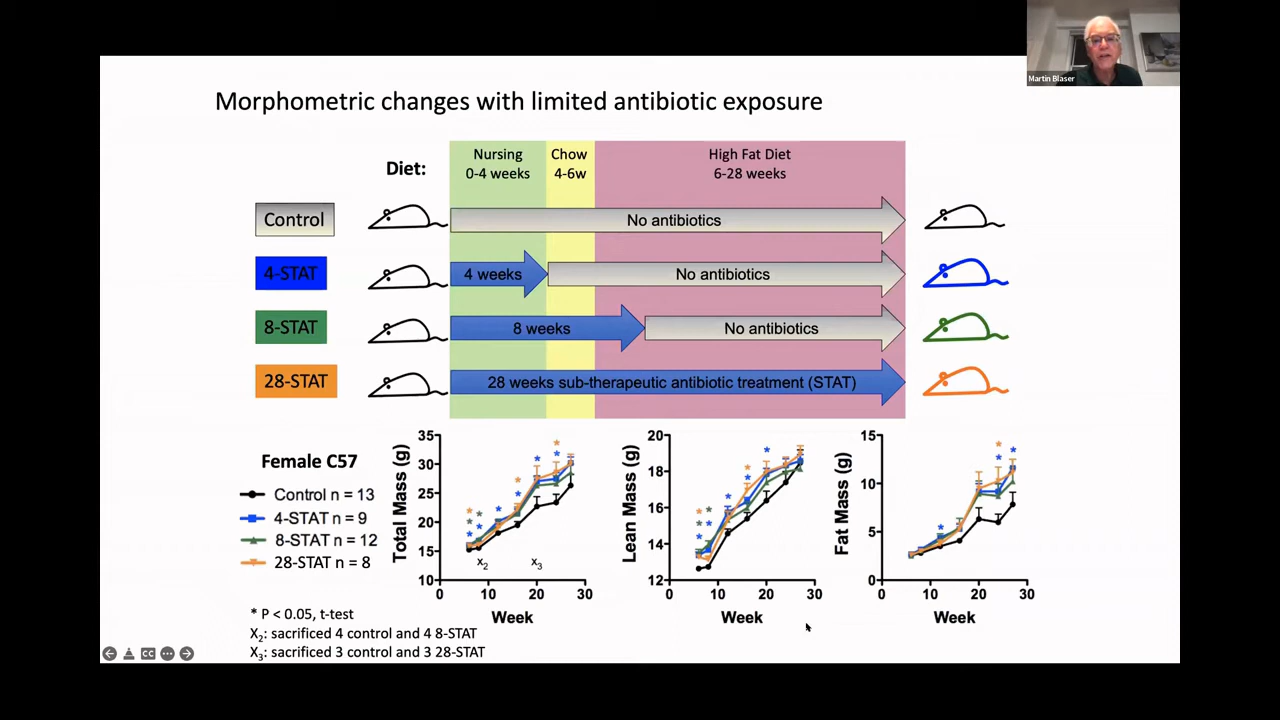 Martin Blaser
Morphometric changes with limited antibiotic exposure
Diet:
Nursing
0-4 weeks
Chow
4-6w
High Fat Diet
6-28 weeks
Control
No antibiotics
4-STAT
4 weeks
No antibiotics
8-STAT
8 weeks
No antibiotics
28-STAT
28 weeks sub-therapeutic antibiotic treatment (STAT)
Female C57
Control n = 13
4-STAT n = 9
8-STAT n = 12
28-STAT n = 8
Total Mass (g)
35
30
25
20
15
10
* * * * * * * * * * *
X2
X3
0 10 20 30
Week
Lean Mass (g)
20
18
16
14
12
* * * * * * * * *
0 10 20 30
Week
Fat Mass (g)
15
10
5
0
* * * *
0 10 20 30
Week
* P < 0.05, t-test
X2: sacrificed 4 control and 4 8-STAT
X3: sacrificed 3 control and 3 28-STAT
CC